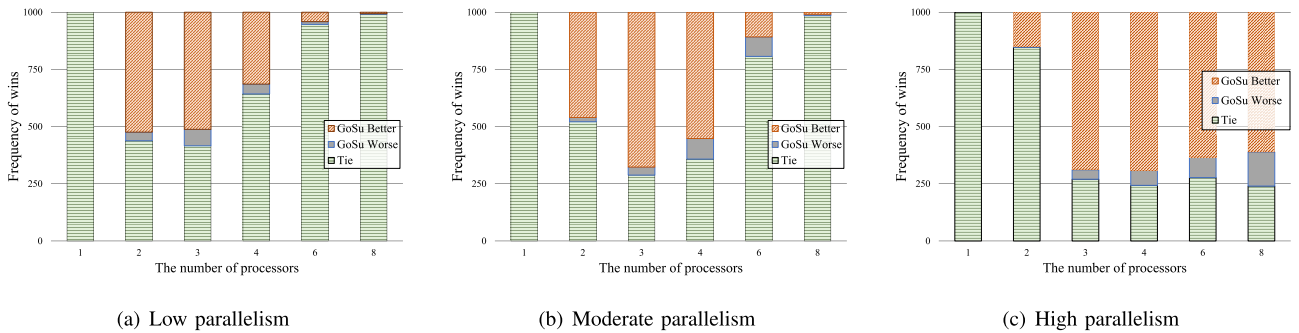 Frequency of wins
1000
750
500
250
0
GoSu Better
GoSu Worse
Tie
1 2 3 4 6 8
The number of processors
(a) Low parallelism
Frequency of wins
1000
750
500
250
0
GoSu Better
GoSu Worse
Tie
1 2 3 4 6 8
The number of processors
(b) Moderate parallelism
Frequency of wins
1000
750
500
250
0
GoSu Better
GoSu Worse
Tie
1 2 3 4 6 8
The number of processors
(c) High parallelism